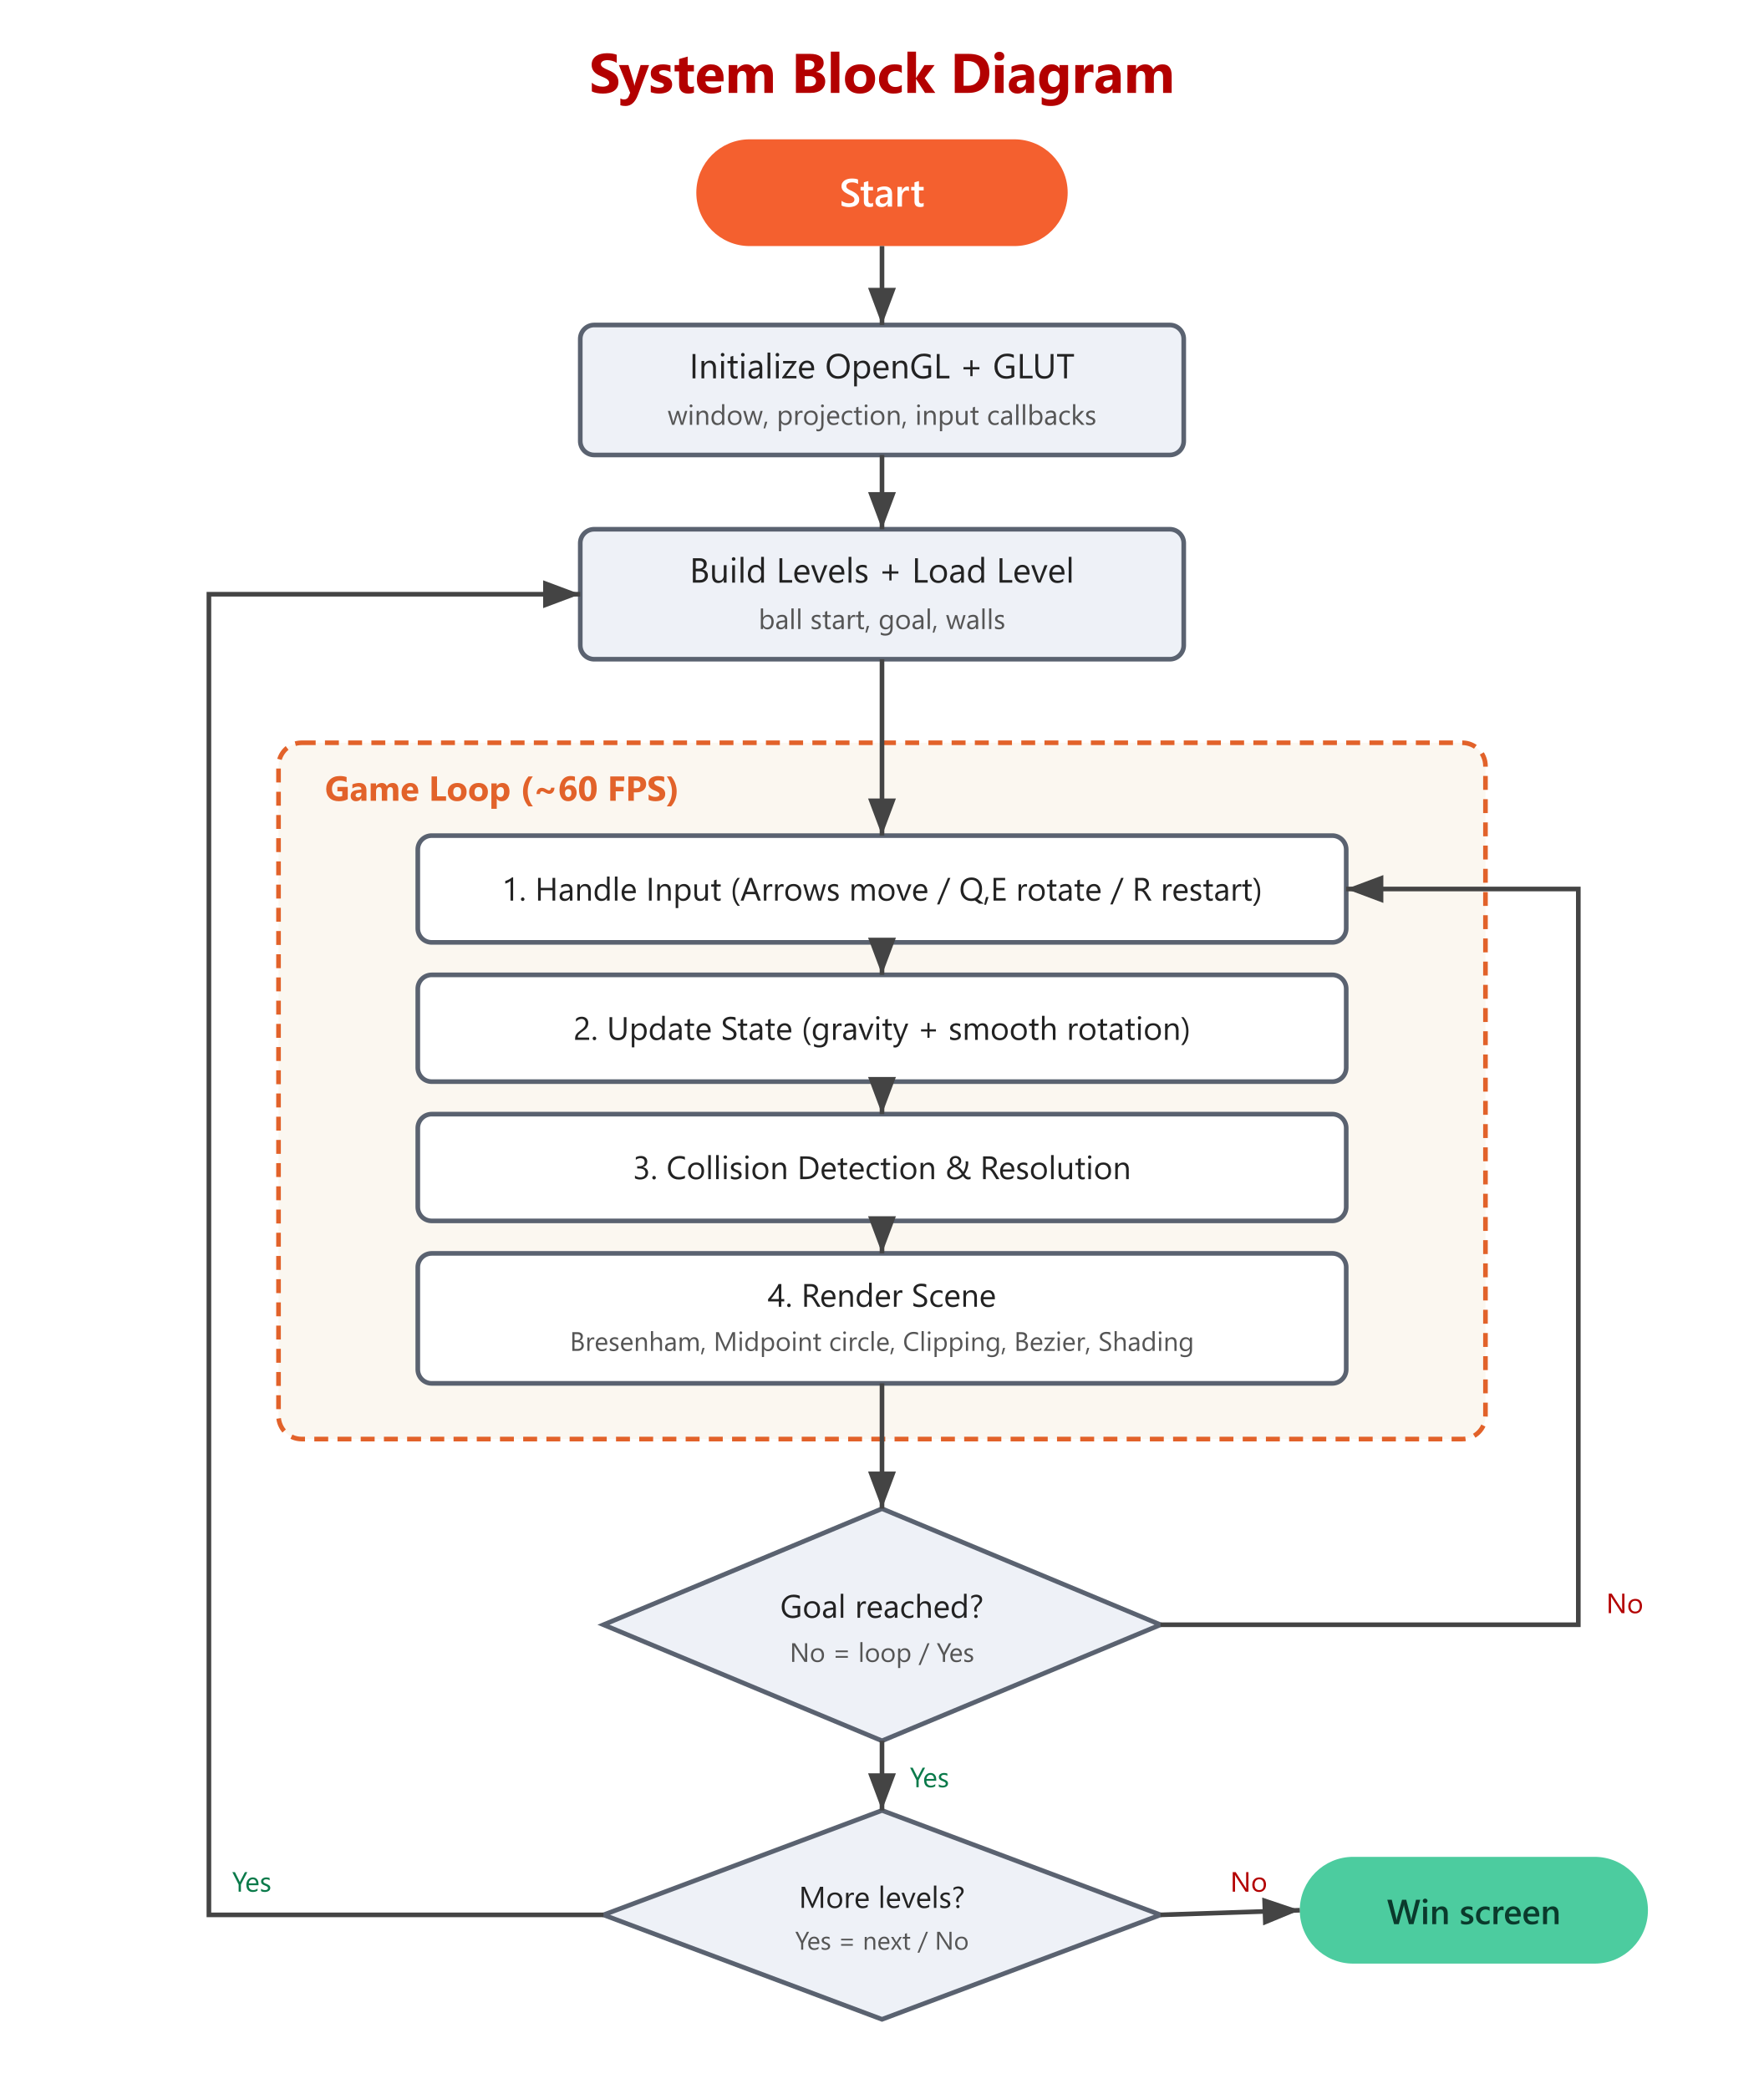 System Block Diagram
Start
Initialize OpenGL + GLUT
window, projection, input callbacks
Build Levels + Load Level
ball start, goal, walls
Game Loop (~60 FPS)
1. Handle Input (Arrows move / Q,E rotate / R restart)
2. Update State (gravity + smooth rotation)
3. Collision Detection & Resolution
4. Render Scene
Bresenham, Midpoint circle, Clipping, Bezier, Shading
Goal reached?
No = loop / Yes
No
Yes
More levels?
Yes = next / No
Yes
No
Win screen